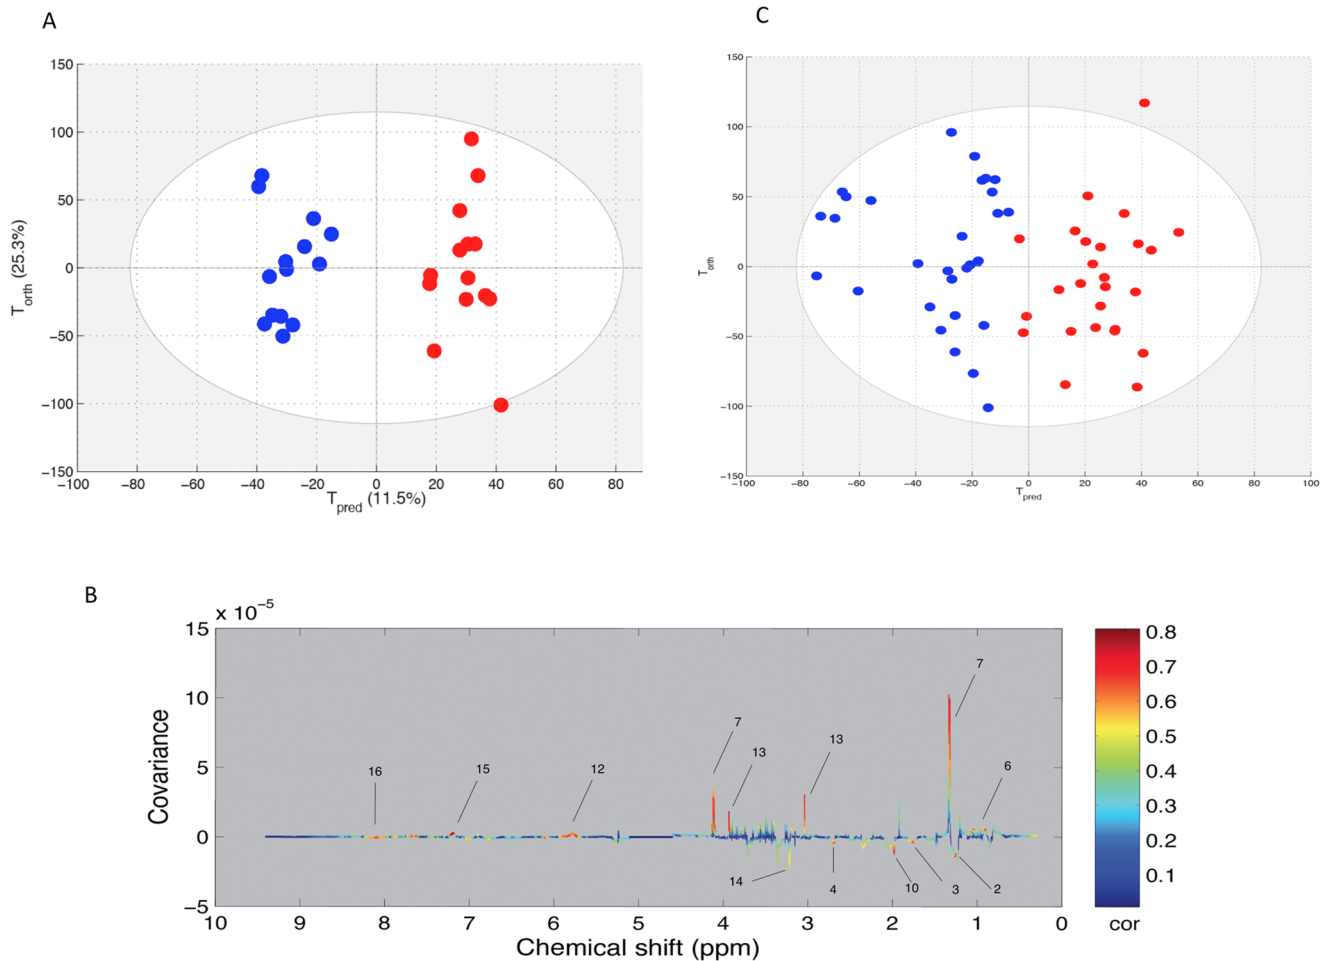 A
C
150
100
50
0
−50
−100
−150
−100 −80 −60 −40 −20 0 20 40 60 80
T_orth (25.3%)
T_pred (11.5%)
150
100
50
0
−50
−100
−150
−100 −80 −60 −40 −20 0 20 40 60 80 100
T_orth
T_pred
B
x 10^−5
15
10
5
0
−5
Covariance
7
7
13
13
16
15
12
6
14
4
10
3
2
10 9 8 7 6 5 4 3 2 1 0
Chemical shift (ppm)
0.8
0.7
0.6
0.5
0.4
0.3
0.2
0.1
cor